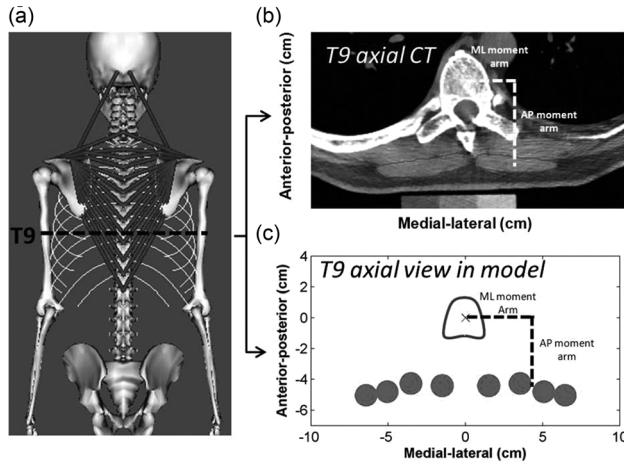 (a)
T9
(b)
T9 axial CT
ML moment
arm
AP moment
arm
Anterior-posterior (cm)
Medial-lateral (cm)
(c)
T9 axial view in model
ML moment
Arm
AP moment
arm
Anterior-posterior (cm)
4
2
0
-2
-4
-6
-10
-5
0
5
10
Medial-lateral (cm)